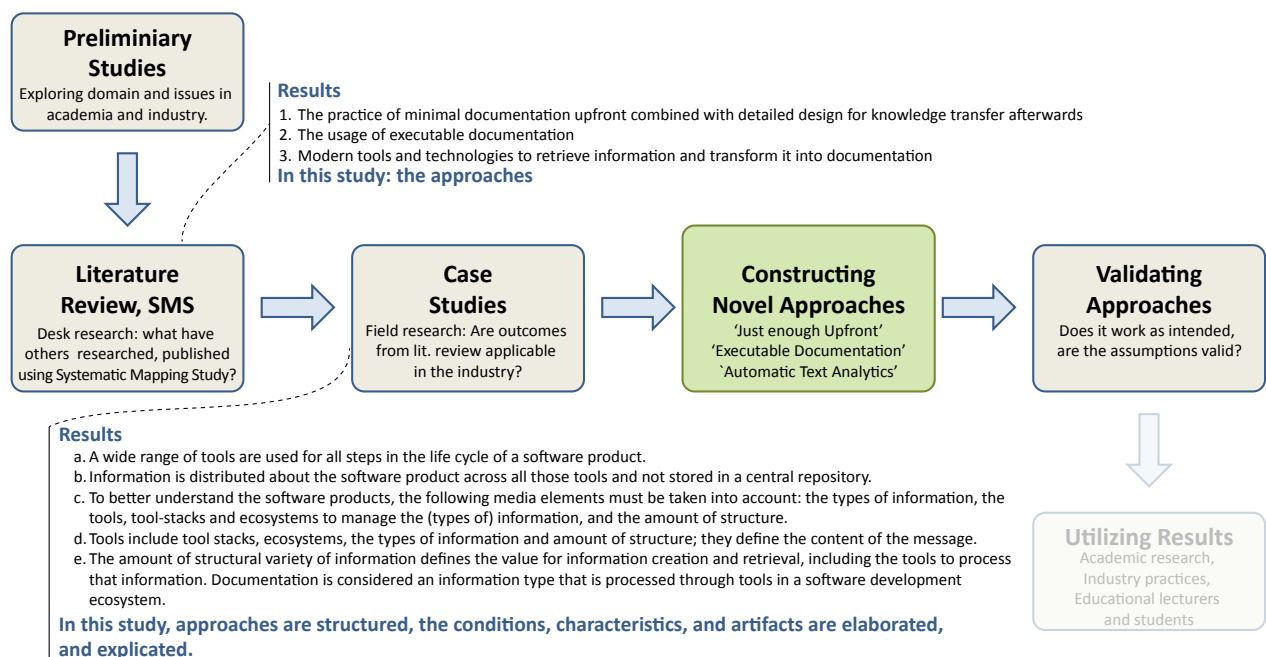 Preliminiary
Studies
Exploring domain and issues in
academia and industry.
Results
1. The practice of minimal documentation upfront combined with detailed design for knowledge transfer afterwards
2. The usage of executable documentation
3. Modern tools and technologies to retrieve information and transform it into documentation
In this study: the approaches
Literature
Review, SMS
Desk research: what have
others researched, published
using Systematic Mapping Study?
Case
Studies
Field research: Are outcomes
from lit. review applicable
in the industry?
Constructing
Novel Approaches
‘Just enough Upfront’
‘Executable Documentation’
`Automatic Text Analytics’
Validating
Approaches
Does it work as intended,
are the assumptions valid?
Results
a. A wide range of tools are used for all steps in the life cycle of a software product.
b. Information is distributed about the software product across all those tools and not stored in a central repository.
c. To better understand the software products, the following media elements must be taken into account: the types of information, the
tools, tool-stacks and ecosystems to manage the (types of) information, and the amount of structure.
d. Tools include tool stacks, ecosystems, the types of information and amount of structure; they define the content of the message.
e. The amount of structural variety of information defines the value for information creation and retrieval, including the tools to process
that information. Documentation is considered an information type that is processed through tools in a software development
ecosystem.
In this study, approaches are structured, the conditions, characteristics, and artifacts are elaborated,
and explicated.
Utilizing Results
Academic research,
Industry practices,
Educational lecturers
and students